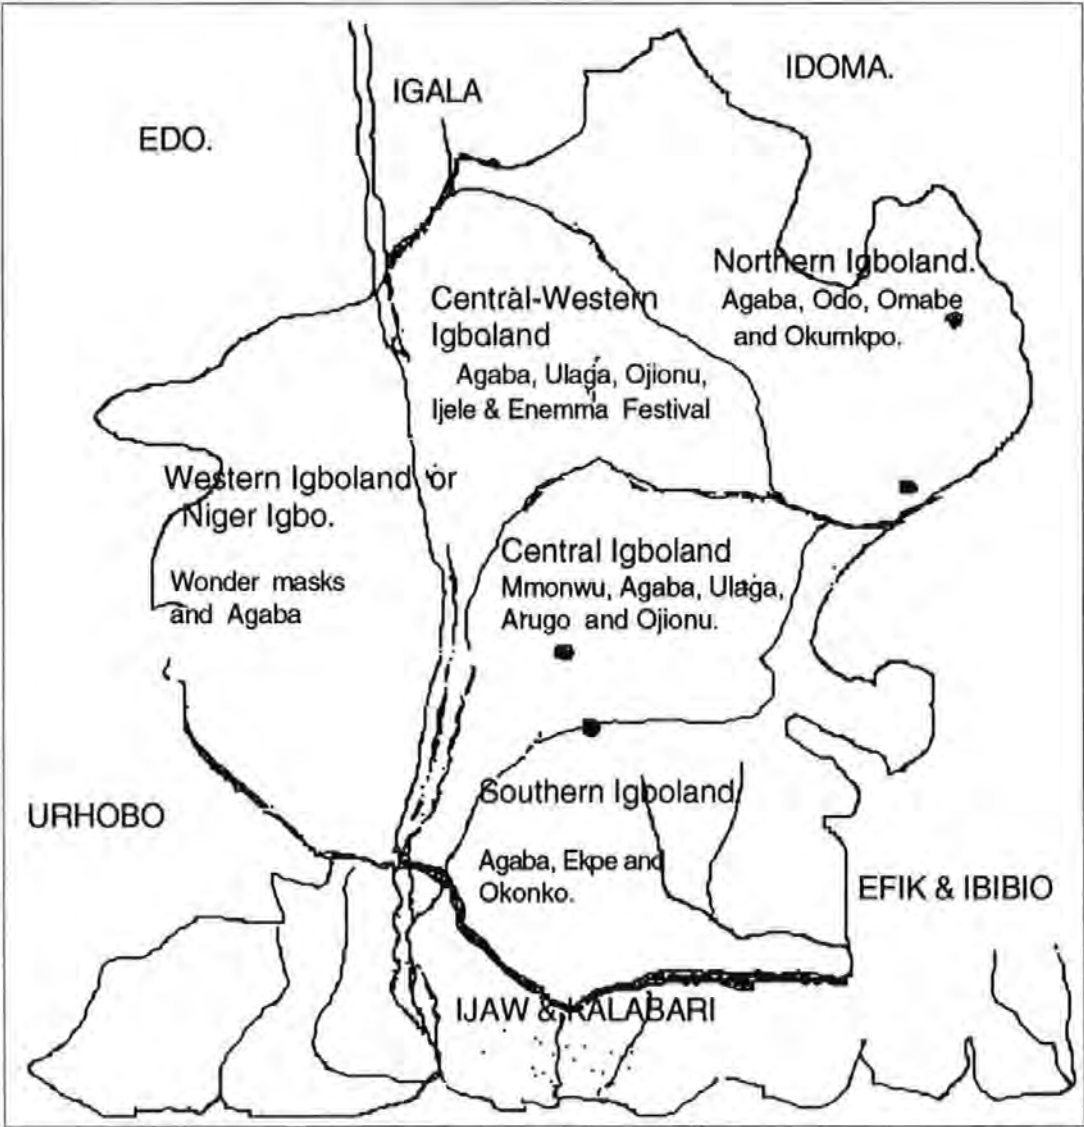 IGALA
IDOMA.
EDO.
Northern Igboland.
Agaba, Odo, Omabe
and Okumkpo.
Central-Western
Igboland
Agaba, Ulaga, Ojionu,
Ijele & Enemma Festival
Western Igboland or
Niger Igbo.
Wonder masks
and Agaba
Central Igboland
Mmonwu, Agaba, Ulaga,
Arugo and Ojionu.
Southern Igboland
Agaba, Ekpe and
Okonko.
URHOBO
EFIK & IBIBIO
IJAW & KALABARI